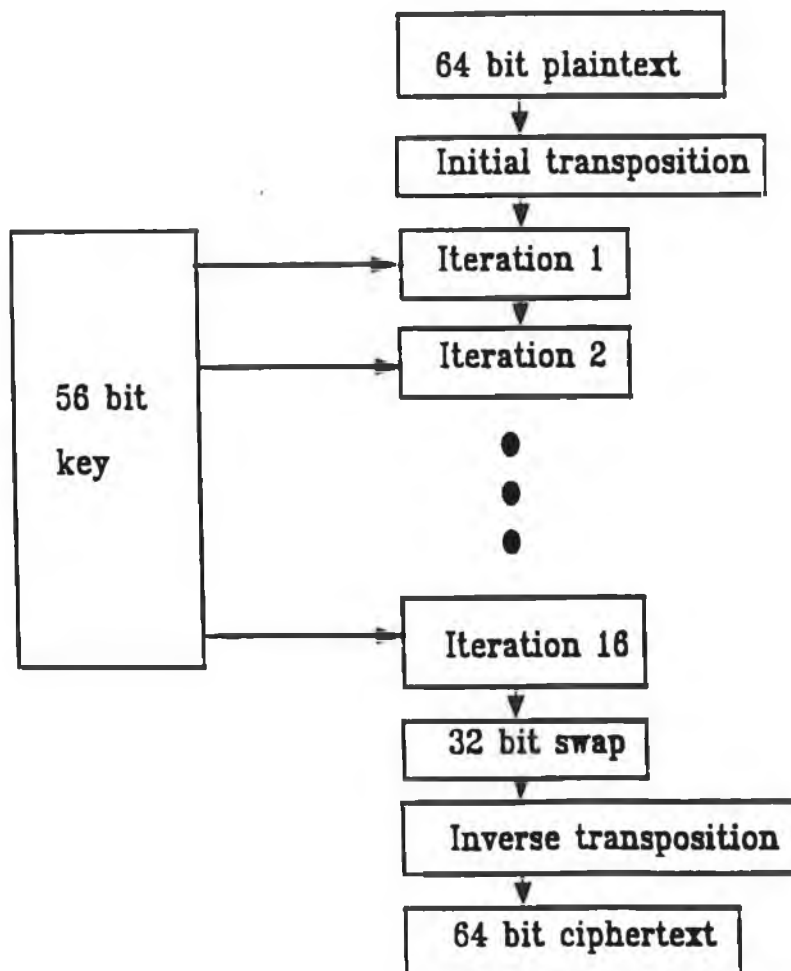 64 bit plaintext
Initial transposition
Iteration 1
Iteration 2
56 bit
key
Iteration 16
32 bit swap
Inverse transposition
64 bit ciphertext